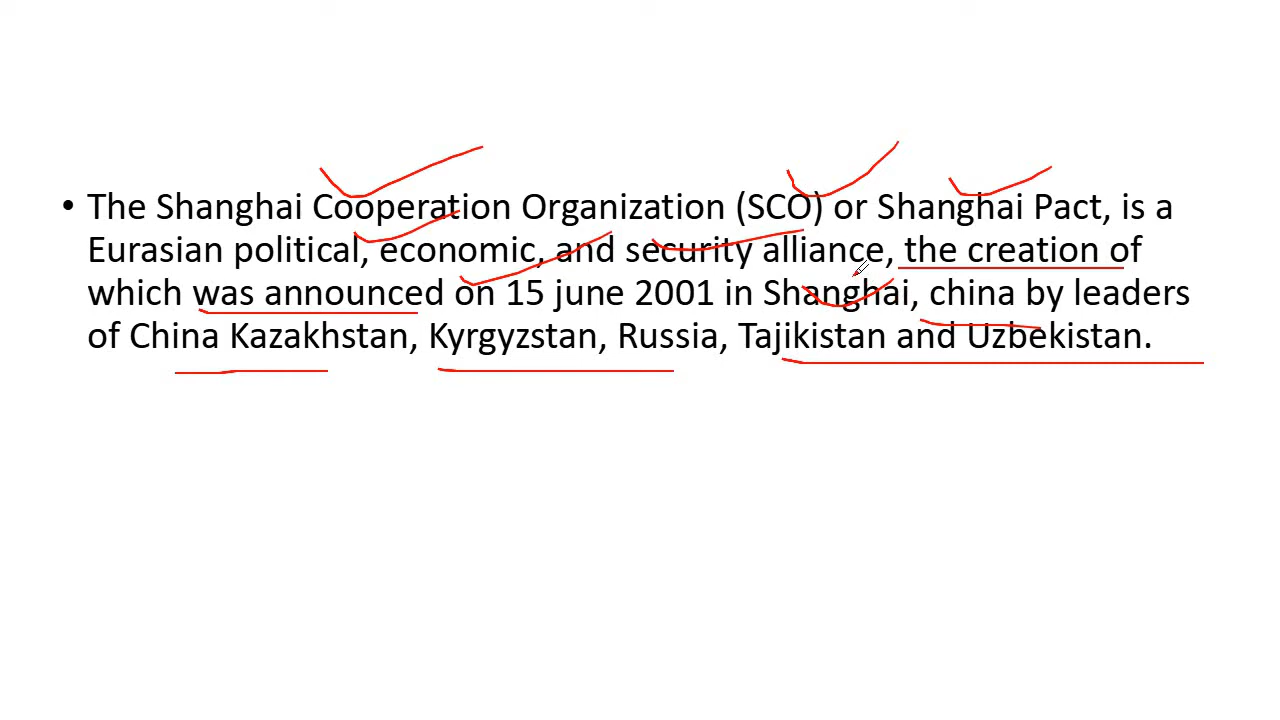 • The Shanghai Cooperation Organization (SCO) or Shanghai Pact, is a
Eurasian political, economic, and security alliance, the creation of
which was announced on 15 june 2001 in Shanghai, china by leaders
of China Kazakhstan, Kyrgyzstan, Russia, Tajikistan and Uzbekistan.